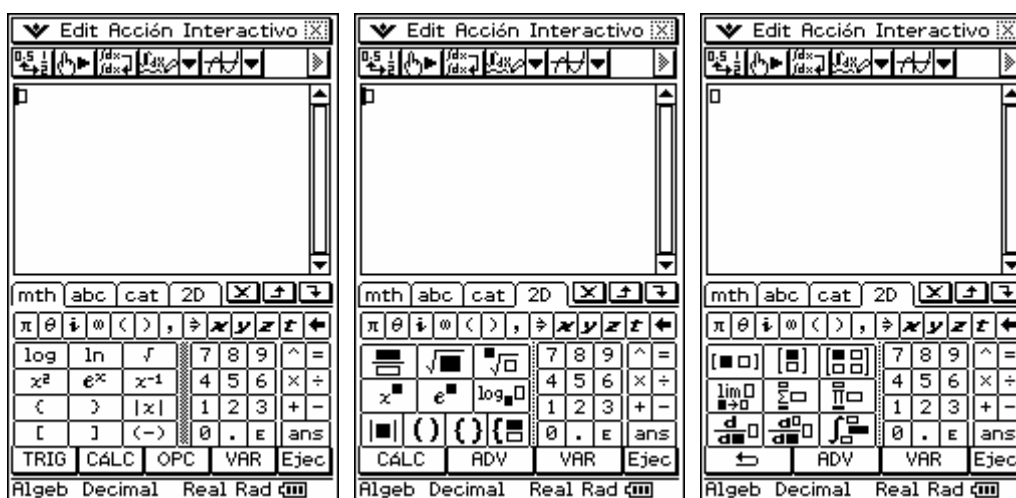 Edit Acción Interactivo
mth abc cat 2D
π θ i ∞ ( ) , ⇒ x y z t ←
log ln √ 7 8 9 ^ =
x² eˣ x⁻¹ 4 5 6 × ÷
{ } |x| 1 2 3 + −
[ ] (−) 0 . E ans
TRIG CÁLC OPC VAR Ejec
Algeb Decimal Real Rad
Edit Acción Interactivo
mth abc cat 2D
π θ i ∞ ( ) , ⇒ x y z t ←
■/■ √■ ■√□ 7 8 9 ^ =
x■ e■ log■□ 4 5 6 × ÷
1 2 3 + −
|■| ( ) { } {■ 0 . E ans
CÁLC ADV VAR Ejec
Algeb Decimal Real Rad
Edit Acción Interactivo
mth abc cat 2D
π θ i ∞ ( ) , ⇒ x y z t ←
[■□] [■] [■□] 7 8 9 ^ =
lim□ ■→□ Σ□ Π□ 4 5 6 × ÷
1 2 3 + −
d/d■□ d□/d■□ ∫ 0 . E ans
ADV VAR Ejec
Algeb Decimal Real Rad